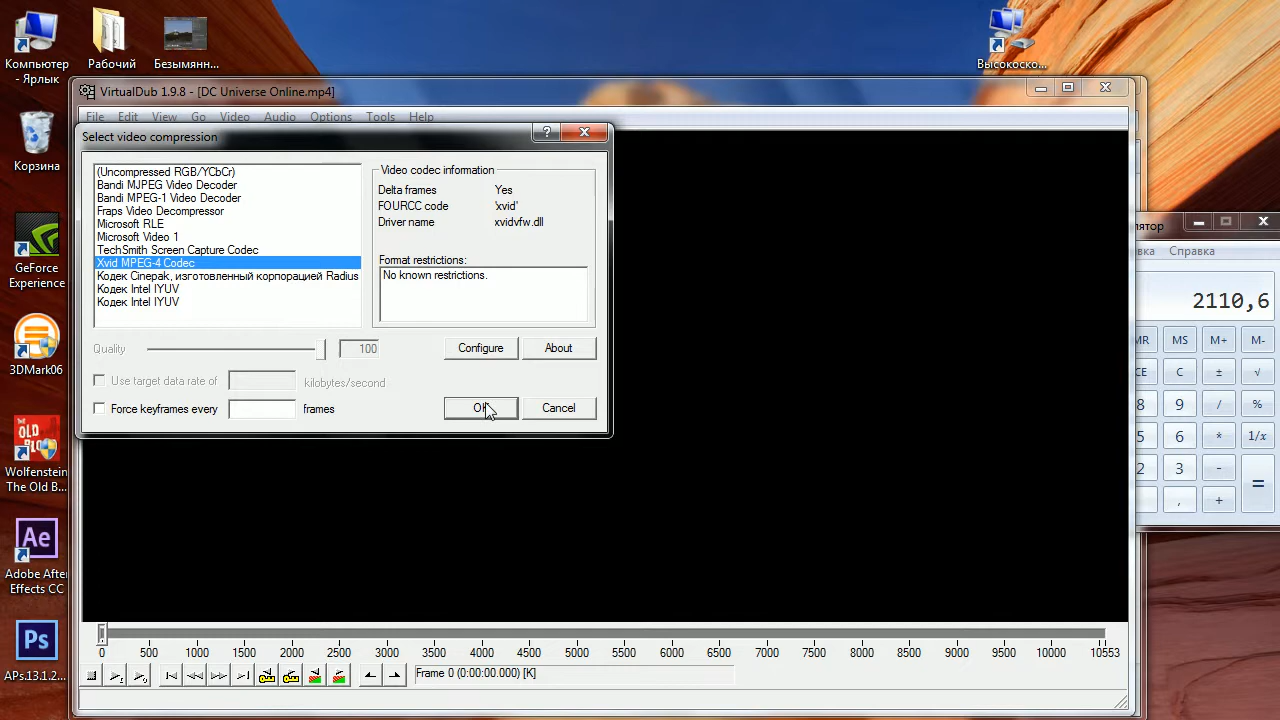 Компьютер
- Ярлык
Рабочий
Безымянн...
Высокоско...
Корзина
GeForce
Experience
3DMark06
THE
OLD
Wolfenstein
The Old B...
Ae
Adobe After
Effects CC
Ps
APs.13.1.2...
VirtualDub 1.9.8 - [DC Universe Online.mp4]
File Edit View Go Video Audio Options Tools Help
Select video compression
?
(Uncompressed RGB/YCbCr)
Bandi MJPEG Video Decoder
Bandi MPEG-1 Video Decoder
Fraps Video Decompressor
Microsoft RLE
Microsoft Video 1
TechSmith Screen Capture Codec
Xvid MPEG-4 Codec
Кодек Cinepak, изготовленный корпорацией Radius
Кодек Intel IYUV
Кодек Intel IYUV
Video codec information
Delta frames Yes
FOURCC code 'xvid'
Driver name xvidvfw.dll
Format restrictions:
No known restrictions.
Quality 100
Configure About
Use target data rate of kilobytes/second
Force keyframes every frames
OK Cancel
0 500 1000 1500 2000 2500 3000 3500 4000 4500 5000 5500 6000 6500 7000 7500 8000 8500 9000 9500 10000 10553
Frame 0 (0:00:00.000) [K]
лятор
вка Справка
2110,6
MR MS M+ M-
CE C ± √
8 9 / %
5 6 * 1/x
2 3 - =
, +